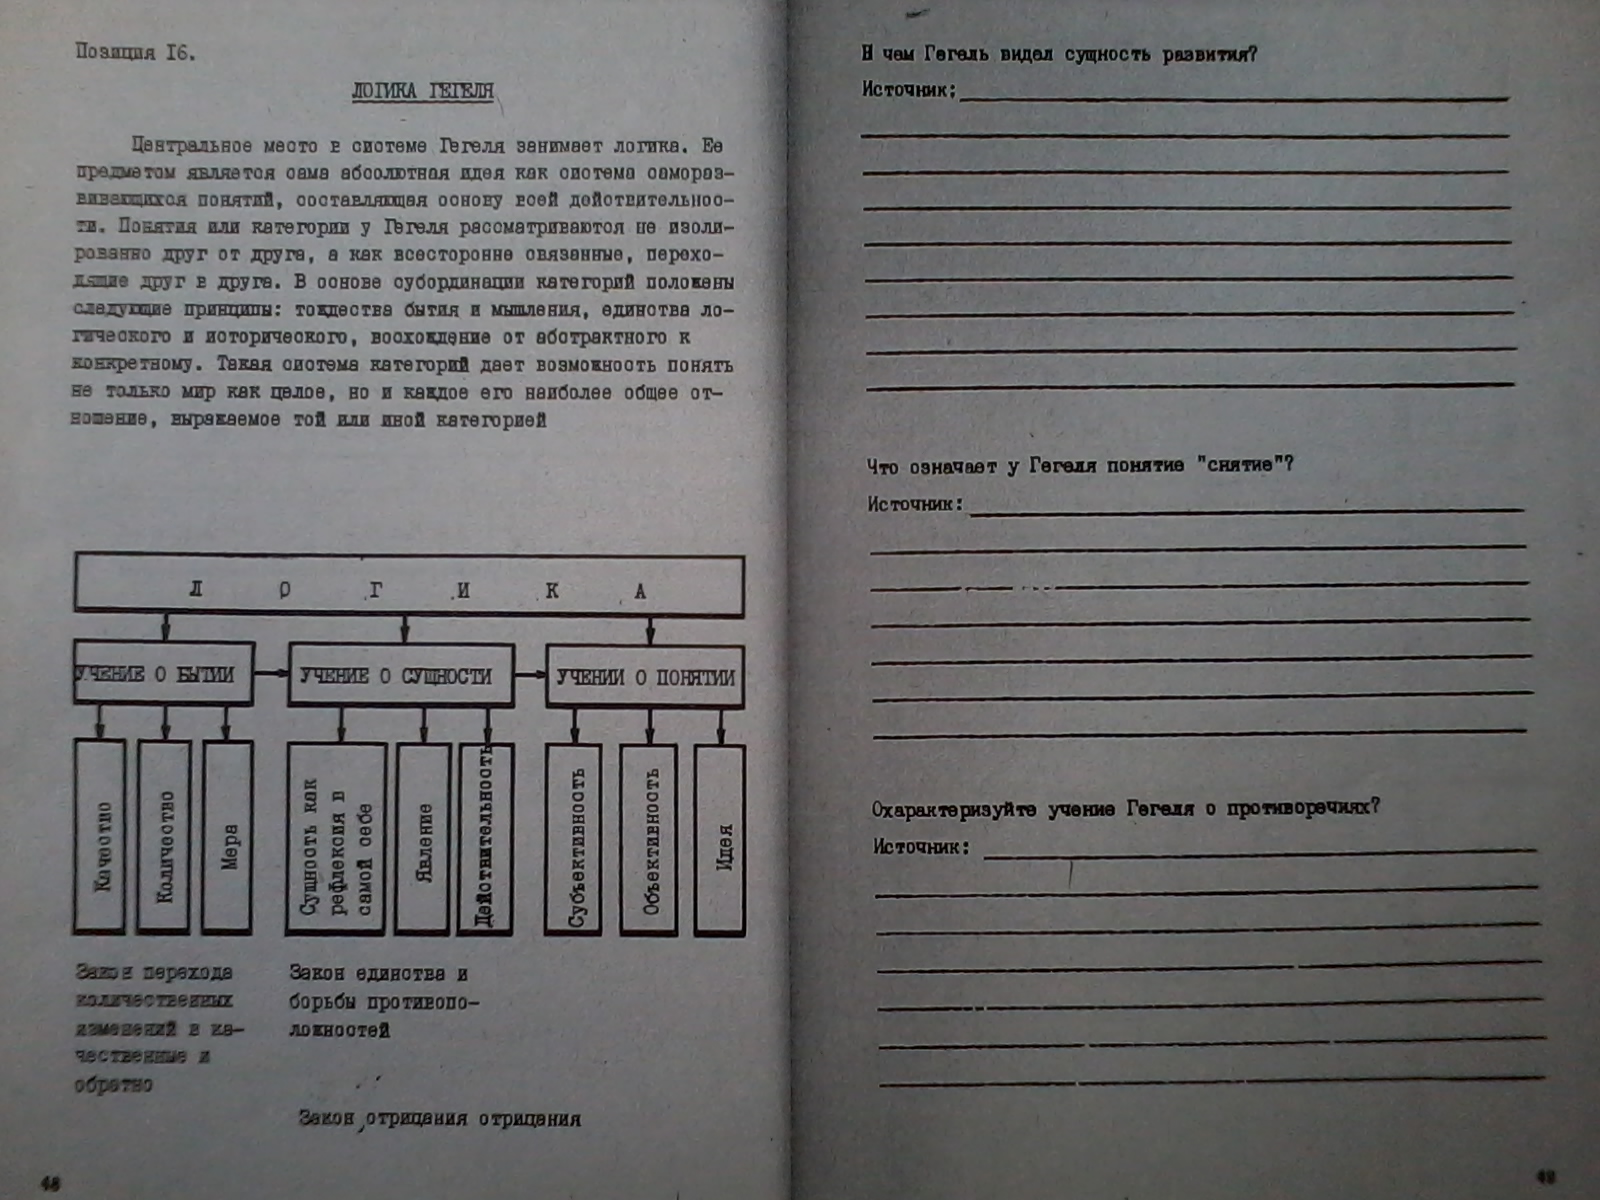 Позиция I6.
ЛОГИКА ГЕГЕЛЯ
Центральное место в системе Гегеля занимает логика. Ее
предметом является сама абсолютная идея как система самораз-
вивающихся понятий, составляющая основу всей действительнос-
ти. Понятия или категории у Гегеля рассматриваются не изоли-
рованно друг от друга, а как всесторонне связанные, перехо-
дящие друг в друга. В основе субординации категорий положены
следующие принципы: тождества бытия и мышления, единства ло-
гического и исторического, восхождение от абстрактного к
конкретному. Такая система категорий дает возможность понять
не только мир как целое, но и каждое его наиболее общее от-
ношение, выражаемое той или иной категорией
Л О Г И К А
УЧЕНИЕ О БЫТИИ
УЧЕНИЕ О СУЩНОСТИ
УЧЕНИИ О ПОНЯТИИ
Качество
Количество
Мера
Сущность как
рефлексия в
самой себе
Явление
Действительность
Субъективность
Объективность
Идея
Закон перехода
количественных
изменений в ка-
чественные и
обратно
Закон единства и
борьбы противопо-
ложностей
Закон отрицания отрицания
48
В чем Гегель видел сущность развития?
Источник:
Что означает у Гегеля понятие "снятие"?
Источник:
Охарактеризуйте учение Гегеля о противоречиях?
Источник:
49